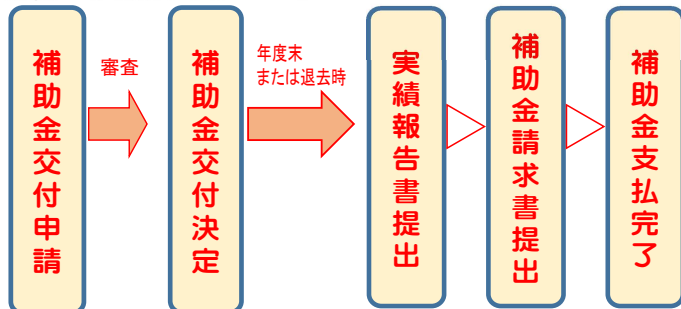 補助金交付申請
審査
補助金交付決定
年度末
または退去時
実績報告書提出
補助金請求書提出
補助金支払完了